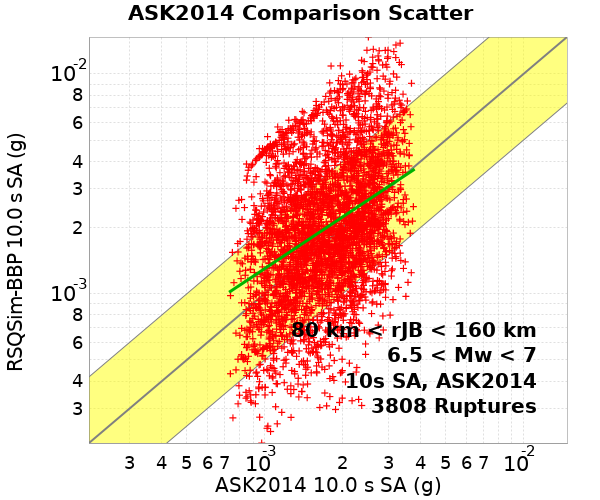 ASK2014 Comparison Scatter
RSQSim-BBP 10.0 s SA (g)
10-2
8
6
4
3
2
10-3
8
6
4
3
80 km < rJB < 160 km
6.5 < Mw < 7
10s SA, ASK2014
3808 Ruptures
3 4 5 6 7 10-3 2 3 4 5 6 7 10-2
ASK2014 10.0 s SA (g)